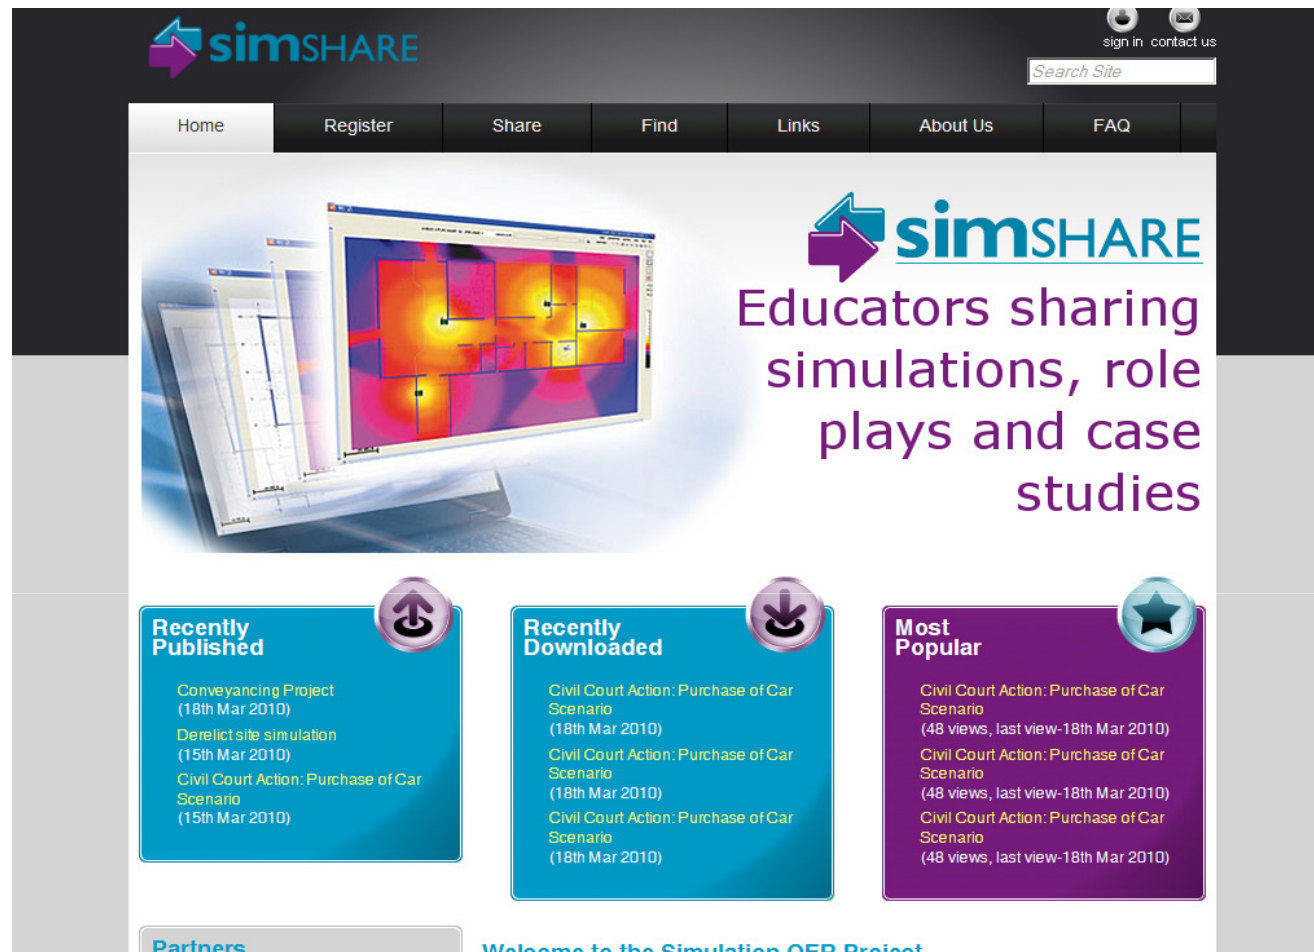 simSHARE
sign in contact us
Search Site
Home Register Share Find Links About Us FAQ
simSHARE
Educators sharing
simulations, role
plays and case
studies
Recently
Published
Conveyancing Project
(18th Mar 2010)
Derelict site simulation
(15th Mar 2010)
Civil Court Action: Purchase of Car
Scenario
(15th Mar 2010)
Recently
Downloaded
Civil Court Action: Purchase of Car
Scenario
(18th Mar 2010)
Civil Court Action: Purchase of Car
Scenario
(18th Mar 2010)
Civil Court Action: Purchase of Car
Scenario
(18th Mar 2010)
Most
Popular
Civil Court Action: Purchase of Car
Scenario
(48 views, last view-18th Mar 2010)
Civil Court Action: Purchase of Car
Scenario
(48 views, last view-18th Mar 2010)
Civil Court Action: Purchase of Car
Scenario
(48 views, last view-18th Mar 2010)
Partners
Welcome to the Simulation OER Project